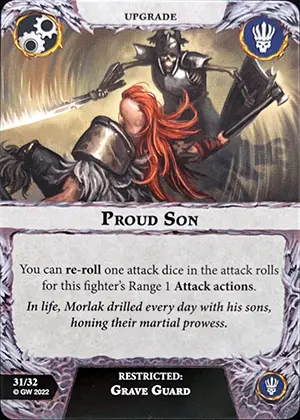 UPGRADE
PROUD SON
You can re-roll one attack dice in the attack rolls
for this fighter's Range 1 Attack actions.
In life, Morlak drilled every day with his sons,
honing their martial prowess.
31/32
© GW 2022
RESTRICTED:
GRAVE GUARD